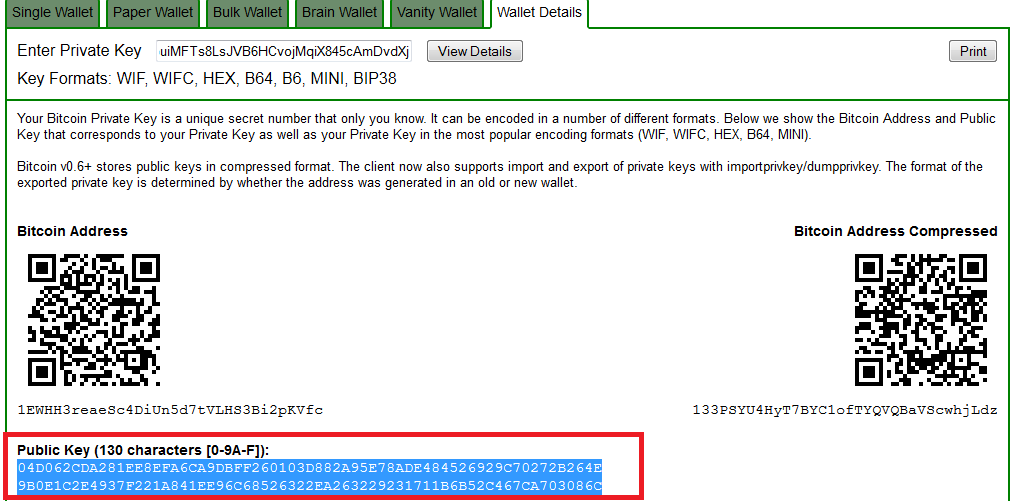 Single Wallet Paper Wallet Bulk Wallet Brain Wallet Vanity Wallet Wallet Details
Enter Private Key uiMFTs8LsJVB6HCvojMqiX845cAmDvdXj View Details Print
Key Formats: WIF, WIFC, HEX, B64, B6, MINI, BIP38
Your Bitcoin Private Key is a unique secret number that only you know. It can be encoded in a number of different formats. Below we show the Bitcoin Address and Public
Key that corresponds to your Private Key as well as your Private Key in the most popular encoding formats (WIF, WIFC, HEX, B64, MINI).
Bitcoin v0.6+ stores public keys in compressed format. The client now also supports import and export of private keys with importprivkey/dumpprivkey. The format of the
exported private key is determined by whether the address was generated in an old or new wallet.
Bitcoin Address Bitcoin Address Compressed
1EWHH3reaeSc4DiUn5d7tVLHS3Bi2pKVfc 133PSYU4HyT7BYC1ofTYQVQBaVScwhjLdz
Public Key (130 characters [0-9A-F]):
04D062CDA281EE8EFA6CA9DBFF260103D882A95E78ADE484526929C70272B264E
9B0E1C2E4937F221A841EE96C68526322EA263229231711B6B52C467CA703086C